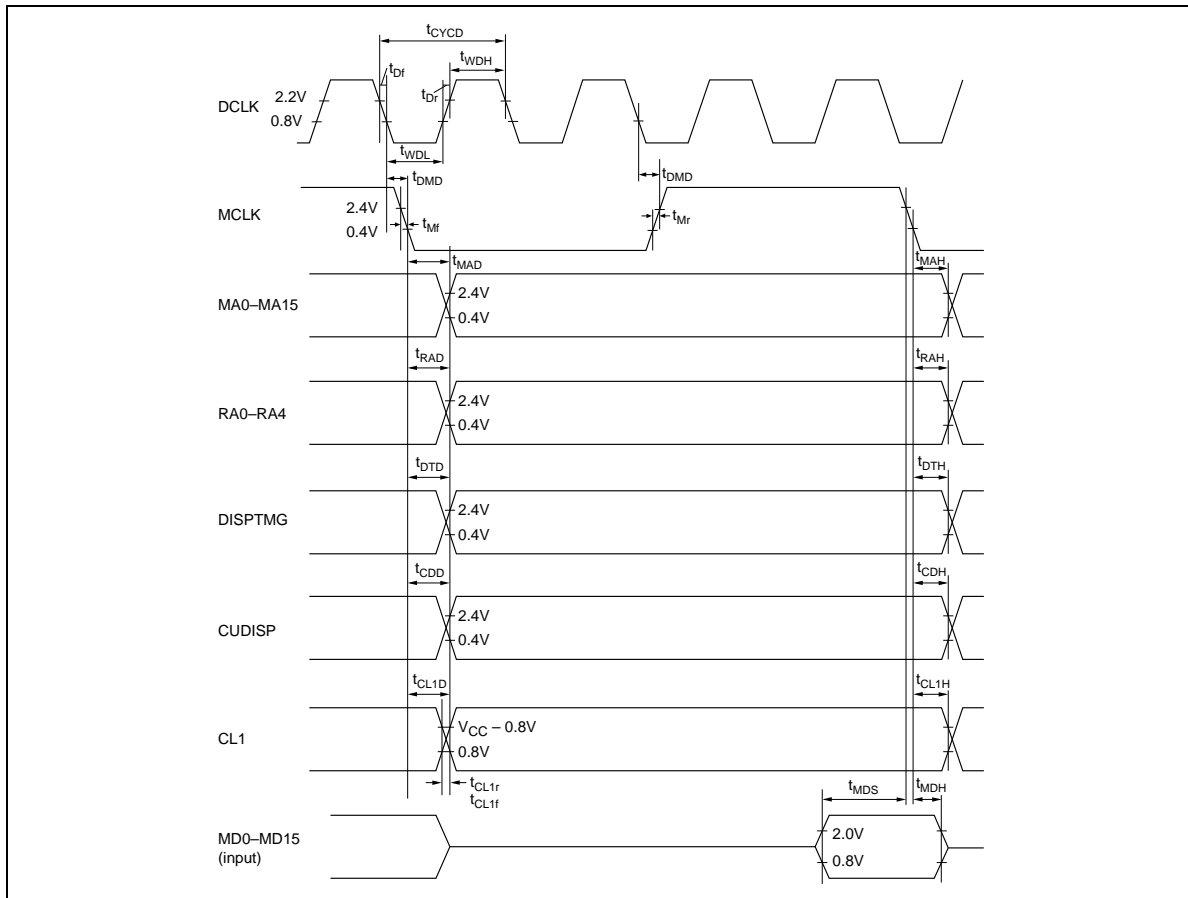 tCYCD
tWDH
tDf
tDr
DCLK
2.2V
0.8V
tWDL
tDMD
tDMD
MCLK
2.4V
0.4V
tMf
tMr
tMAD
tMAH
MA0–MA15
2.4V
0.4V
tRAD
tRAH
RA0–RA4
2.4V
0.4V
tDTD
tDTH
DISPTMG
2.4V
0.4V
tCDD
tCDH
CUDISP
2.4V
0.4V
tCL1D
tCL1H
CL1
VCC – 0.8V
0.8V
tCL1r
tCL1f
tMDS
tMDH
MD0–MD15
(input)
2.0V
0.8V